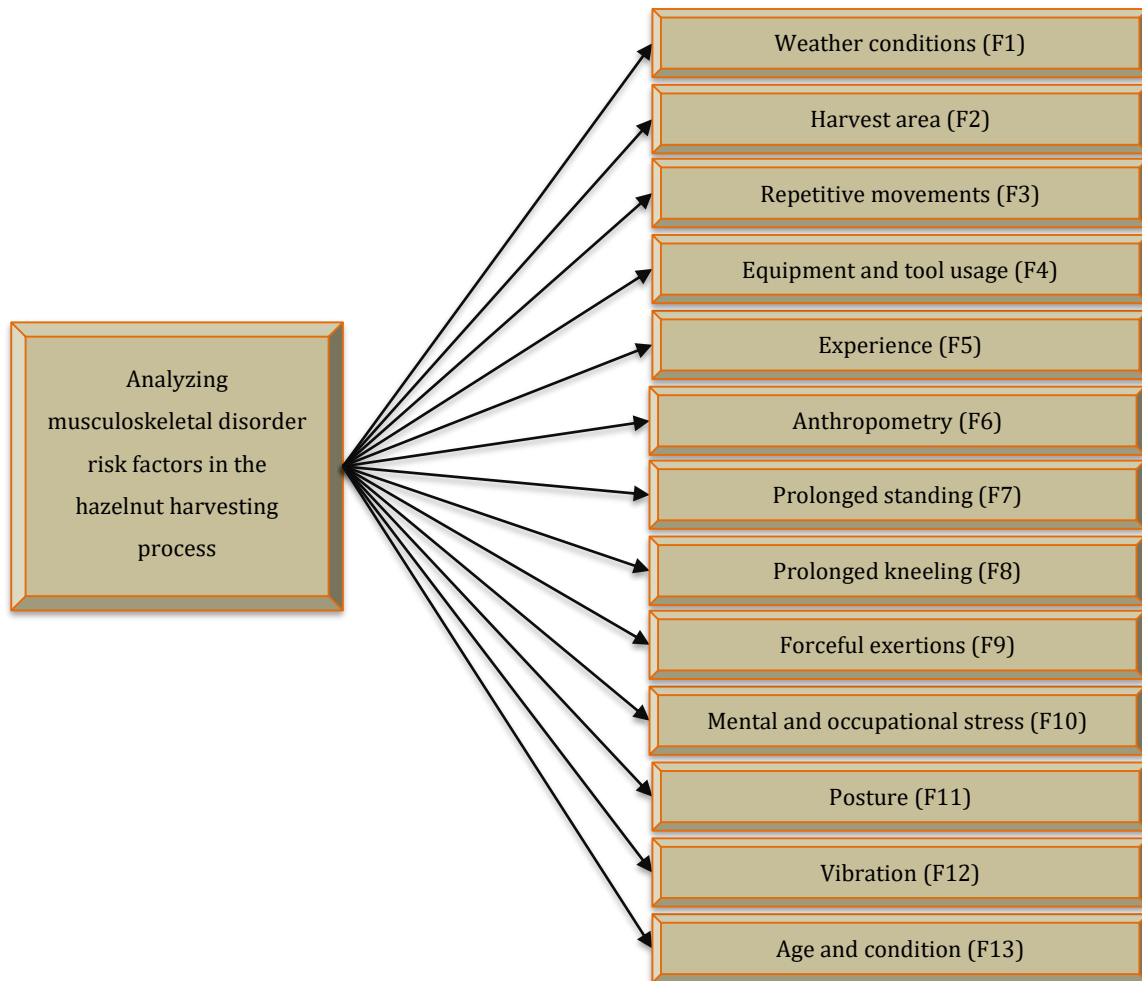 Analyzing
musculoskeletal disorder
risk factors in the
hazelnut harvesting
process
Weather conditions (F1)
Harvest area (F2)
Repetitive movements (F3)
Equipment and tool usage (F4)
Experience (F5)
Anthropometry (F6)
Prolonged standing (F7)
Prolonged kneeling (F8)
Forceful exertions (F9)
Mental and occupational stress (F10)
Posture (F11)
Vibration (F12)
Age and condition (F13)